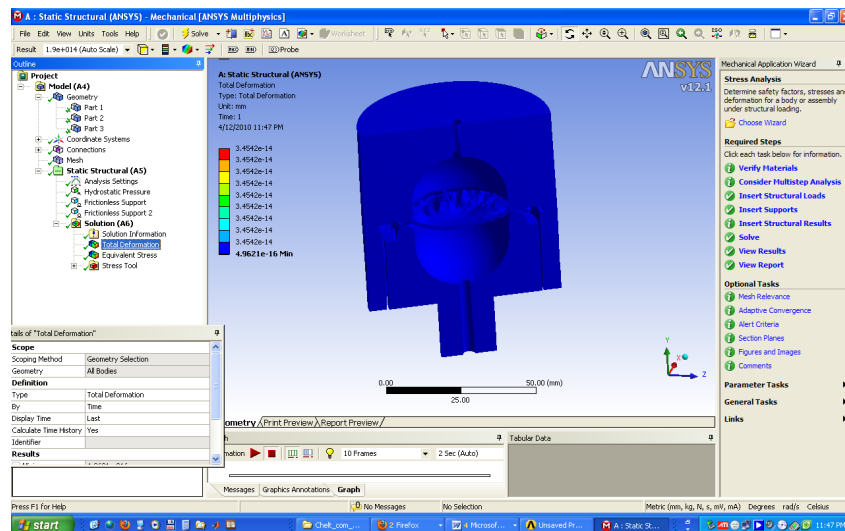 A : Static Structural (ANSYS) - Mechanical [ANSYS Multiphysics]
File Edit View Units Tools Help Solve Worksheet
Result 1.9e+014 (Auto Scale) Probe
Outline
Project
Model (A4)
Geometry
Part 1
Part 2
Part 3
Coordinate Systems
Connections
Mesh
Static Structural (A5)
Analysis Settings
Hydrostatic Pressure
Frictionless Support
Frictionless Support 2
Solution (A6)
Solution Information
Total Deformation
Equivalent Stress
Stress Tool
tails of "Total Deformation"
Scope
Scoping Method Geometry Selection
Geometry All Bodies
Definition
Type Total Deformation
By Time
Display Time Last
Calculate Time History Yes
Identifier
Results
A: Static Structural (ANSYS)
Total Deformation
Type: Total Deformation
Unit: mm
Time: 1
4/12/2010 11:47 PM
3.4542e-14
3.4542e-14
3.4542e-14
3.4542e-14
3.4542e-14
3.4542e-14
3.4542e-14
3.4542e-14
4.9621e-16 Min
ANSYS
v12.1
Y
X
Z
0.00 50.00 (mm)
25.00
ometry Print Preview Report Preview
h
mation 10 Frames 2 Sec (Auto)
Messages Graphics Annotations Graph
Tabular Data
Mechanical Application Wizard
Stress Analysis
Determine safety factors, stresses an
deformation for a body or assembly
under structural loading.
Choose Wizard
Required Steps
Click each task below for information.
Verify Materials
Consider Multistep Analysis
Insert Structural Loads
Insert Supports
Insert Structural Results
Solve
View Results
View Report
Optional Tasks
Mesh Relevance
Adaptive Convergence
Alert Criteria
Section Planes
Figures and Images
Comments
Parameter Tasks
General Tasks
Links
Press F1 for Help No Messages No Selection Metric (mm, kg, N, s, mV, mA) Degrees rad/s Celsius
start Chelt_com_... 2 Firefox 4 Microsof... Unsaved Pr... A : Static St... 11:47 PM